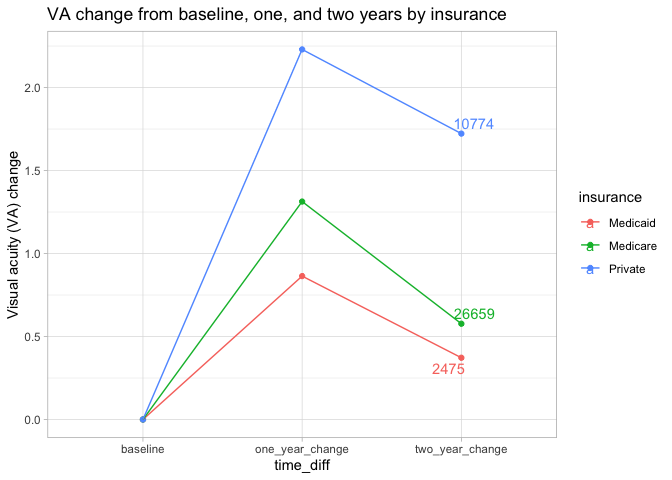 VA change from baseline, one, and two years by insurance
Visual acuity (VA) change
2.0
1.5
1.0
0.5
0.0
10774
26659
2475
baseline one_year_change two_year_change
time_diff
insurance
a Medicaid
a Medicare
a Private